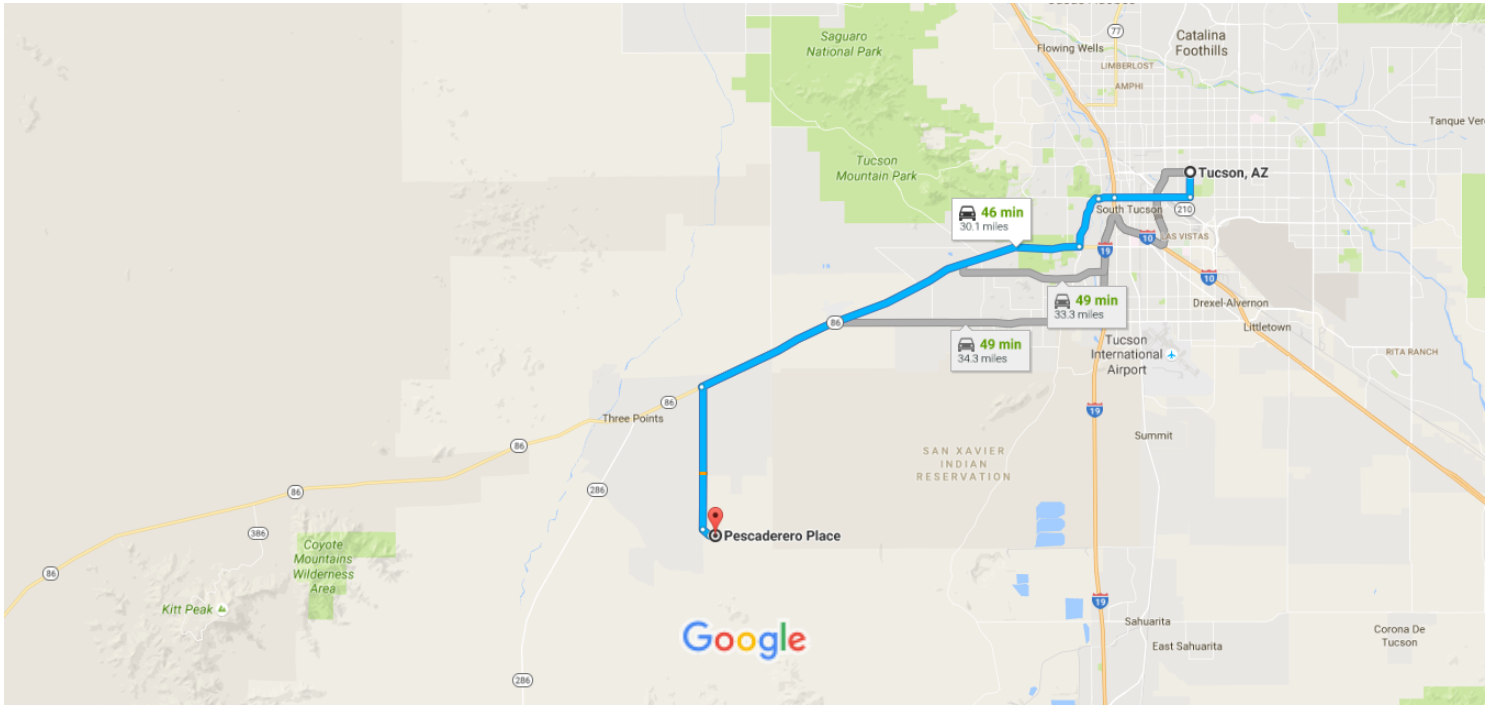 Saguaro
National Park
Flowing Wells
77
Catalina
Foothills
LIMBERLOST
AMPHI
Tanque Ver
Tucson
Mountain Park
Tucson, AZ
46 min
30.1 miles
South Tucson
210
LAS VISTAS
10
19
10
49 min
33.3 miles
Drexel-Alvernon
Littletown
86
49 min
34.3 miles
Tucson
International
Airport
RITA RANCH
86
Three Points
19
Summit
86
SAN XAVIER
INDIAN
RESERVATION
86
286
386
Pescaderero Place
Coyote
Mountains
Wilderness
Area
86
Kitt Peak
19
Google
Sahuarita
East Sahuarita
Corona De
Tucson
286